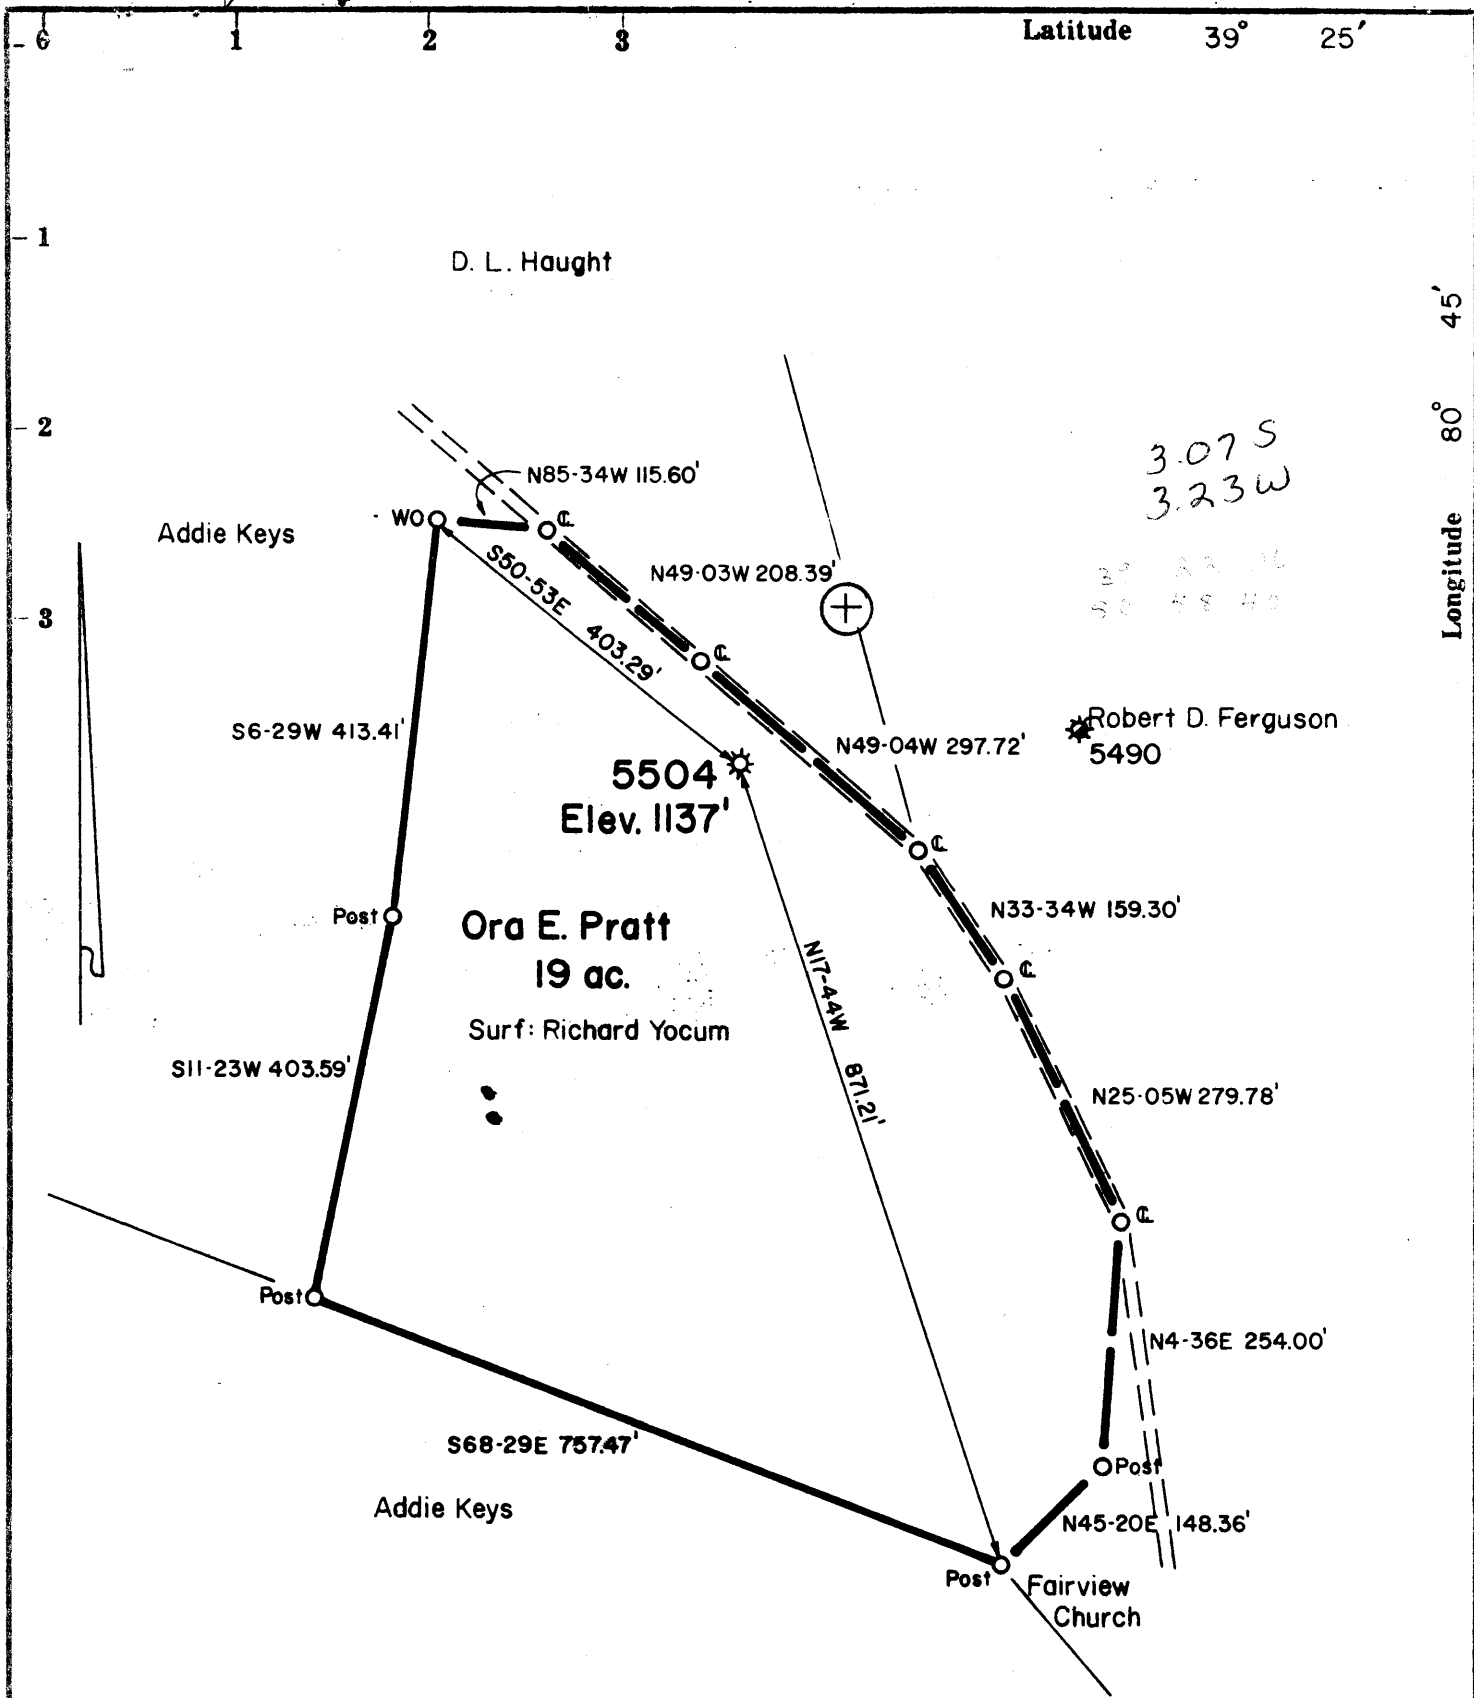 6 1 2 3 Latitude 39° 25'
1
D. L. Haught
Longitude 80° 45'
2
3.07 S
3.23 W
N85-34W 115.60'
WO ℄
Addie Keys
S50-53E 403.29'
N49-03W 208.39'
3
℄
Robert D. Ferguson
5490
S6-29W 413.41'
N49-04W 297.72'
5504
Elev. 1137'
℄
Post
Ora E. Pratt
19 ac.
N33-34W 159.30'
℄
Surf: Richard Yocum
N17-44W 871.21'
S11-23W 403.59'
N25-05W 279.78'
℄
Post
N4-36E 254.00'
S68-29E 757.47'
Post
Addie Keys
N45-20E 148.36'
Post
Fairview
Church